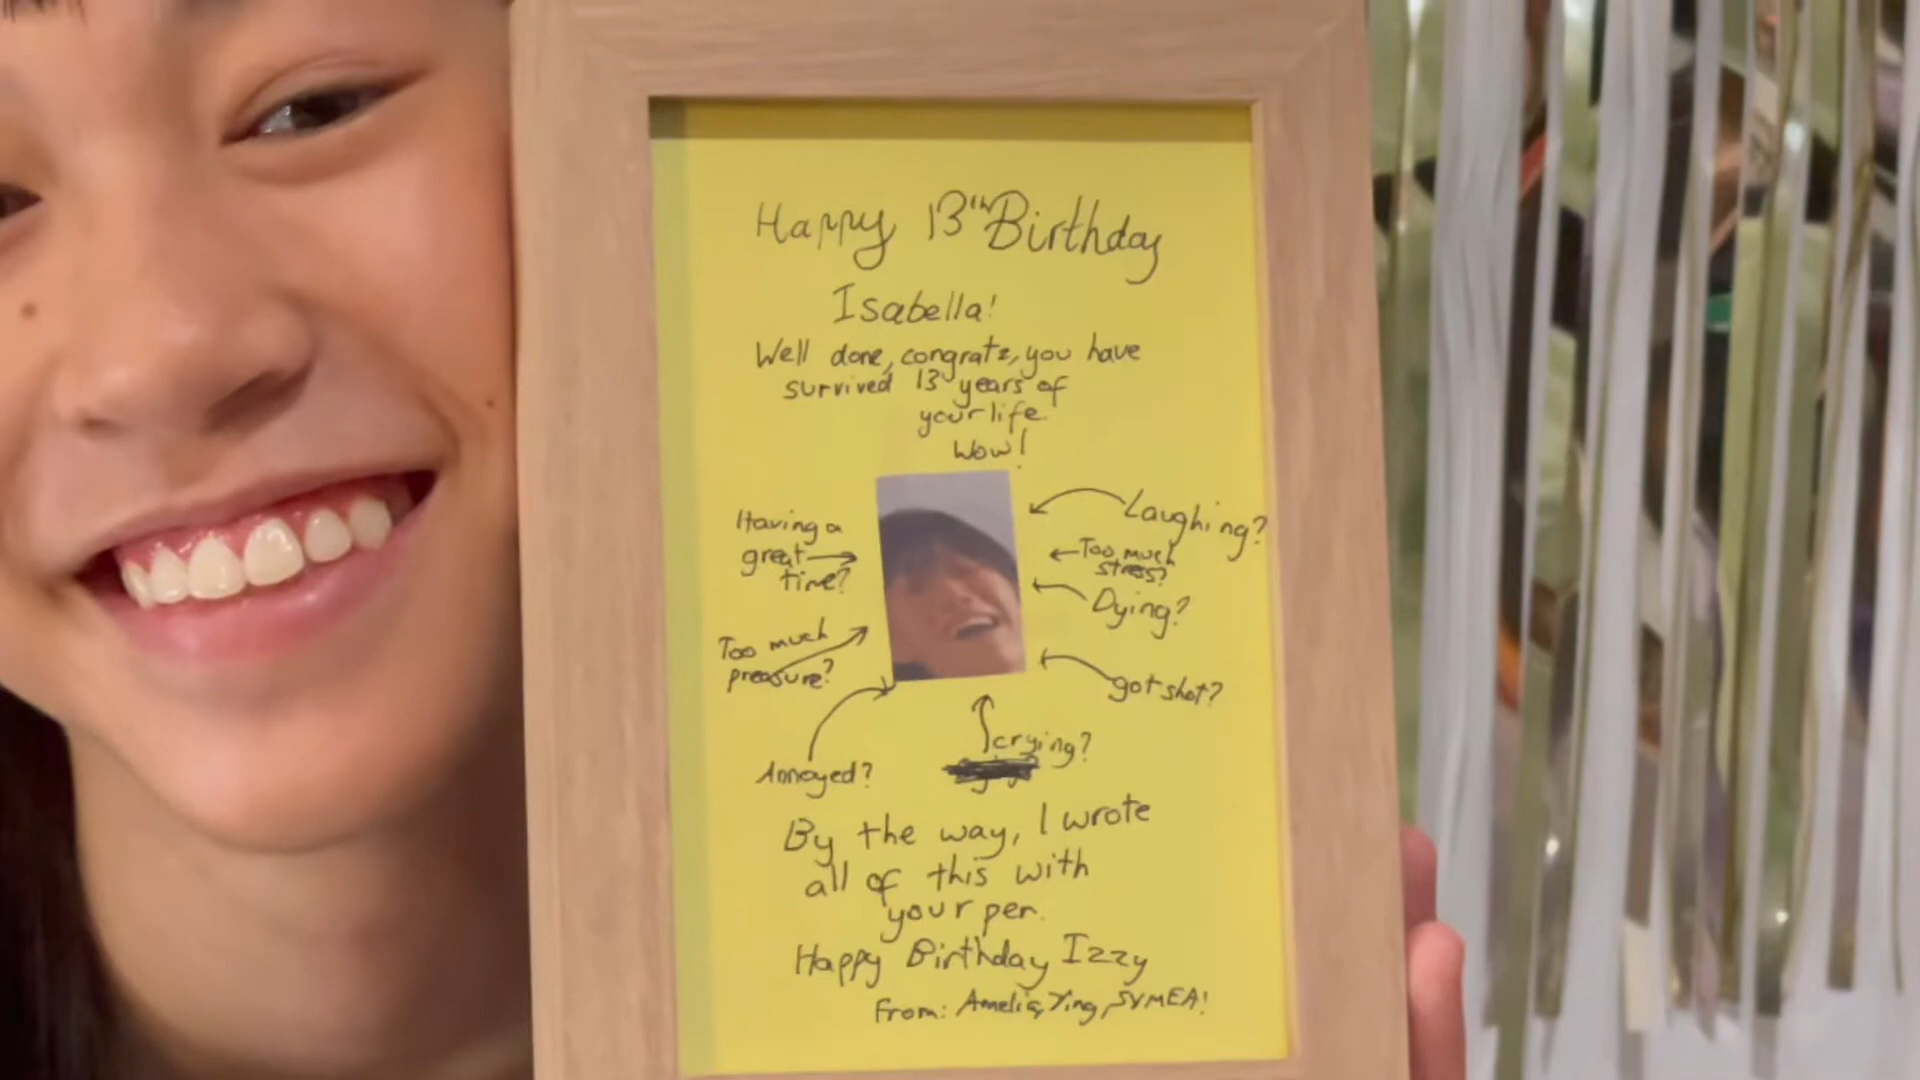 Happy 13th Birthday
Isabella!
Well done, congratz, you have
survived 13 years of
your life.
Wow!
Having a
great
time?
Too much
pressure?
Annoyed?
Laughing?
Too much
stress?
Dying?
got shot?
crying?
By the way, I wrote
all of this with
your pen.
Happy Birthday Izzy
From: Amelia, Ying, SYMEA!